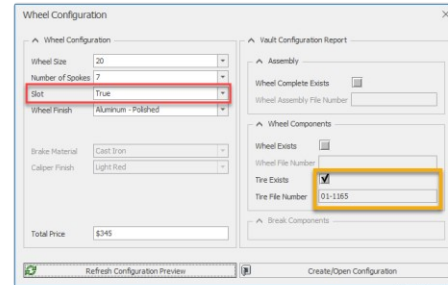 Wheel Configuration
Wheel Configuration
Wheel Size 20
Number of Spokes 7
Slot True
Wheel Finish Aluminum - Polished
Brake Material Cast Iron
Caliper Finish Light Red
Total Price $345
Refresh Configuration Preview
Vault Configuration Report
Assembly
Wheel Complete Exists
Wheel Assembly File Number
Wheel Components
Wheel Exists
Wheel File Number
Tire Exists
Tire File Number 01-1165
Break Components
Create/Open Configuration